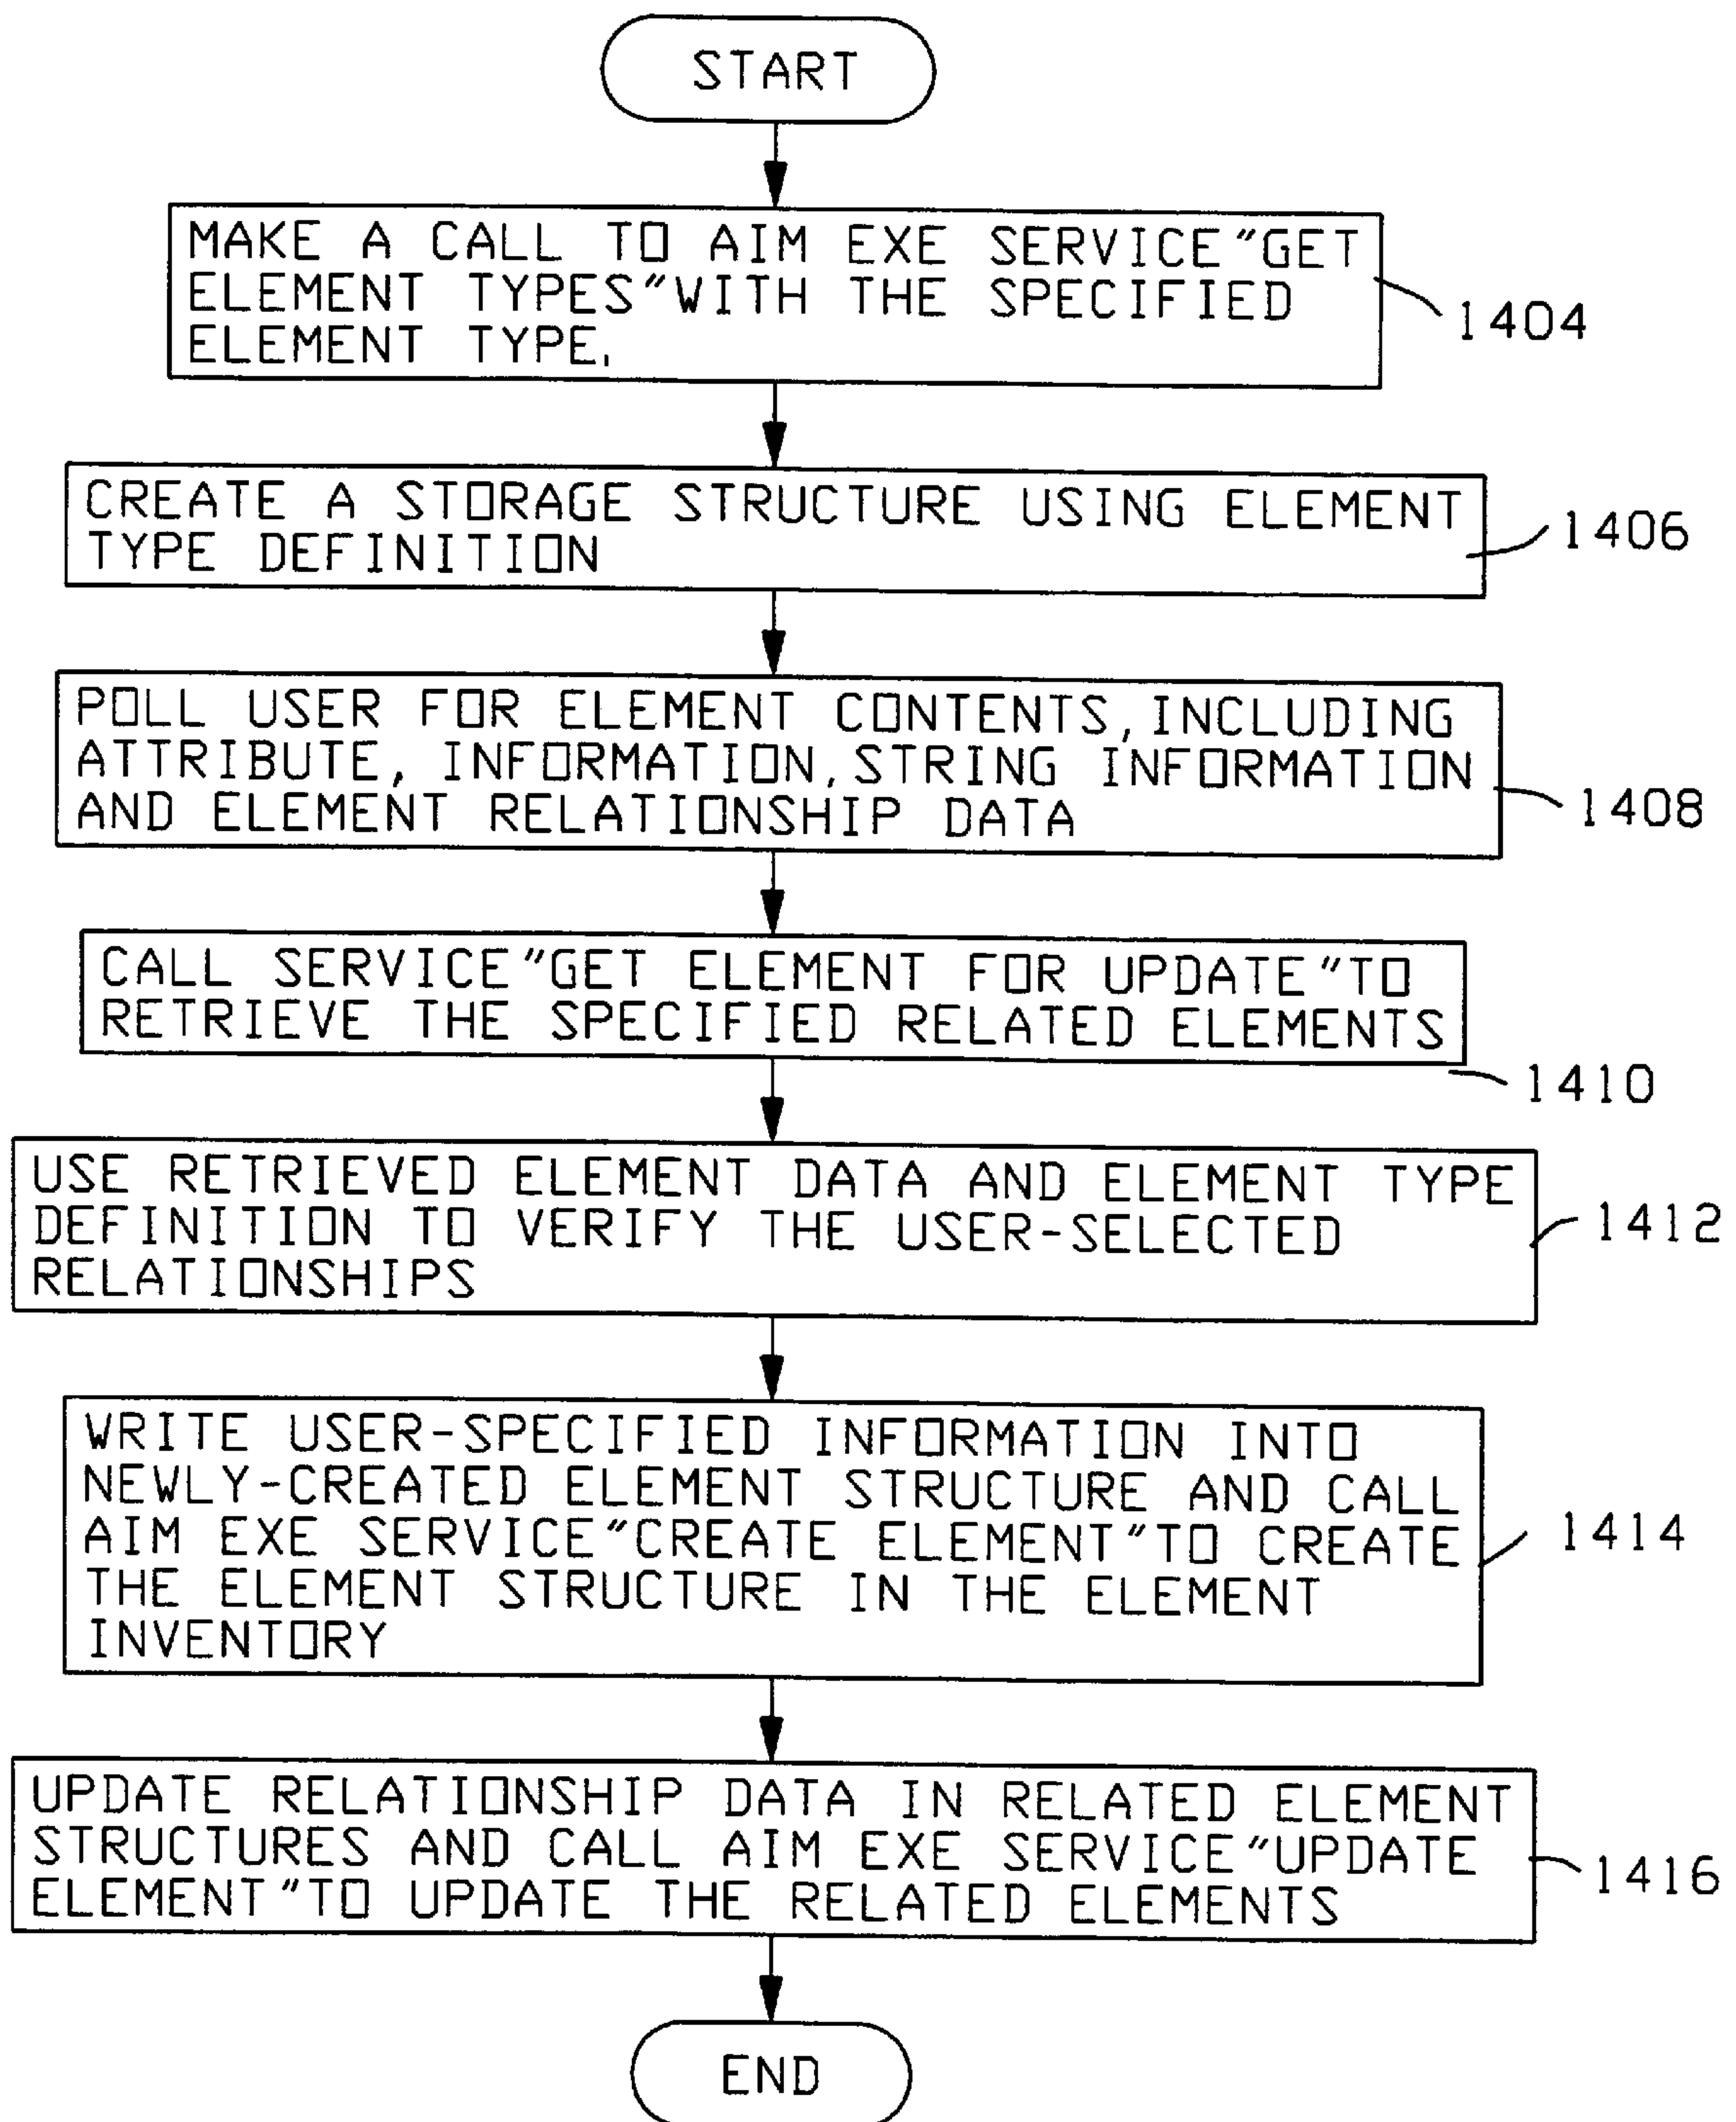 START
MAKE A CALL TO AIM EXE SERVICE"GET
ELEMENT TYPES"WITH THE SPECIFIED
ELEMENT TYPE.
1404
CREATE A STORAGE STRUCTURE USING ELEMENT
TYPE DEFINITION
1406
POLL USER FOR ELEMENT CONTENTS,INCLUDING
ATTRIBUTE, INFORMATION,STRING INFORMATION
AND ELEMENT RELATIONSHIP DATA
1408
CALL SERVICE"GET ELEMENT FOR UPDATE"TO
RETRIEVE THE SPECIFIED RELATED ELEMENTS
1410
USE RETRIEVED ELEMENT DATA AND ELEMENT TYPE
DEFINITION TO VERIFY THE USER-SELECTED
RELATIONSHIPS
1412
WRITE USER-SPECIFIED INFORMATION INTO
NEWLY-CREATED ELEMENT STRUCTURE AND CALL
AIM EXE SERVICE"CREATE ELEMENT"TO CREATE
THE ELEMENT STRUCTURE IN THE ELEMENT
INVENTORY
1414
UPDATE RELATIONSHIP DATA IN RELATED ELEMENT
STRUCTURES AND CALL AIM EXE SERVICE"UPDATE
ELEMENT"TO UPDATE THE RELATED ELEMENTS
1416
END